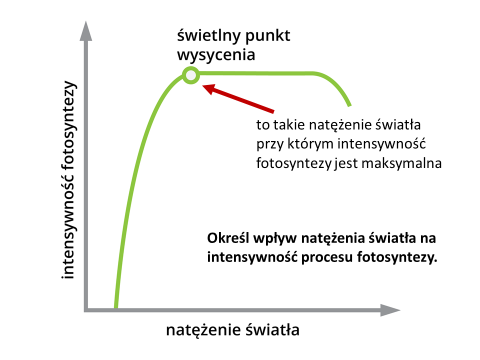 świetlny punkt
wysycenia
to takie natężenie światła
przy którym intensywność
fotosyntezy jest maksymalna
intensywność fotosyntezy
Określ wpływ natężenia światła na
intensywność procesu fotosyntezy.
natężenie światła